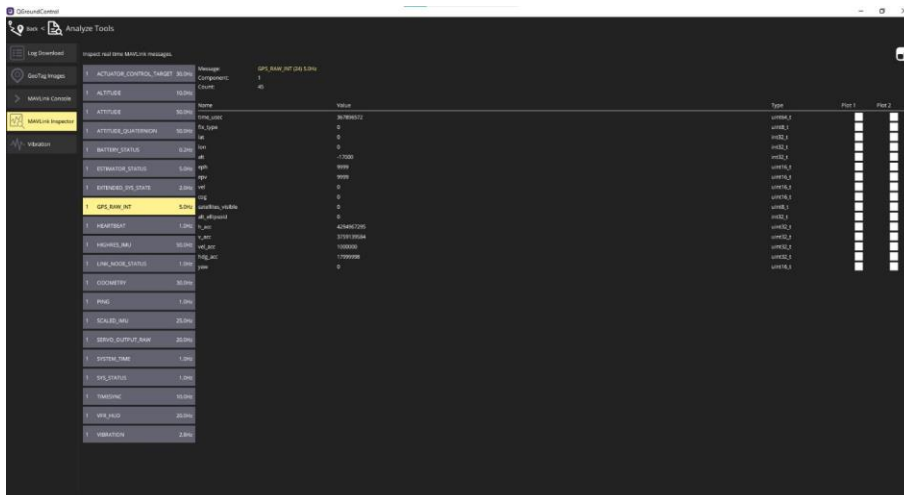 QGroundControl
Back < Analyze Tools
Log Download
GeoTag Images
MAVLink Console
MAVLink Inspector
Vibration
Inspect real time MAVLink messages.
1 ACTUATOR_CONTROL_TARGET 30.0Hz
1 ALTITUDE 10.0Hz
1 ATTITUDE 50.0Hz
1 ATTITUDE_QUATERNION 50.0Hz
1 BATTERY_STATUS 0.2Hz
1 ESTIMATOR_STATUS 5.0Hz
1 EXTENDED_SYS_STATE 2.0Hz
1 GPS_RAW_INT 5.0Hz
1 HEARTBEAT 1.0Hz
1 HIGHRES_IMU 50.0Hz
1 LINK_NODE_STATUS 1.0Hz
1 ODOMETRY 30.0Hz
1 PING 1.0Hz
1 SCALED_IMU 25.0Hz
1 SERVO_OUTPUT_RAW 20.0Hz
1 SYSTEM_TIME 1.0Hz
1 SYS_STATUS 1.0Hz
1 TIMESYNC 10.0Hz
1 VFR_HUD 20.0Hz
1 VIBRATION 2.8Hz
Message: GPS_RAW_INT (24) 5.0Hz
Component: 1
Count: 45
Name Value Type Plot 1 Plot 2
time_usec 367896572 uint64_t
fix_type 0 uint8_t
lat 0 int32_t
lon 0 int32_t
alt -17000 int32_t
eph 9999 uint16_t
epv 9999 uint16_t
vel 0 uint16_t
cog 0 uint16_t
satellites_visible 0 uint8_t
alt_ellipsoid 0 int32_t
h_acc 4294967295 uint32_t
v_acc 3759139584 uint32_t
vel_acc 1000000 uint32_t
hdg_acc 17999998 uint32_t
yaw 0 uint16_t